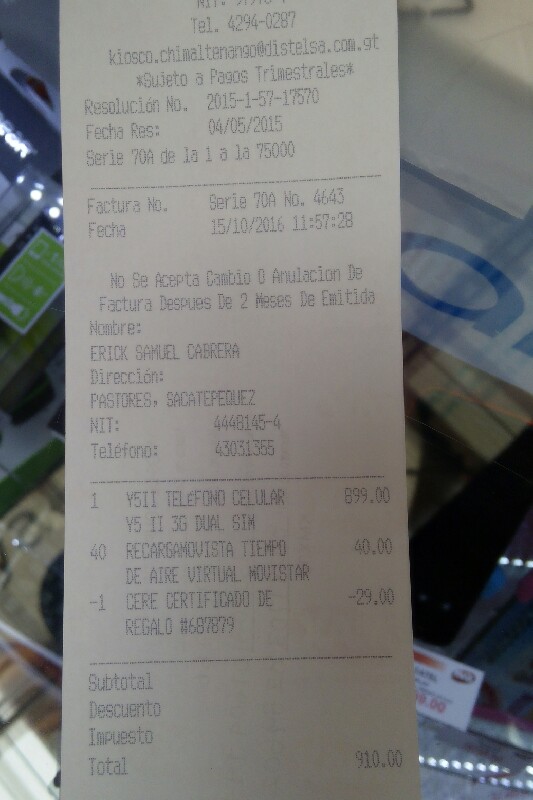 Tel. 4294-0287
kiosco.chimaltenango@distelsa.com.gt
*Sujeto a Pagos Trimestrales*
Resolución No. 2015-1-57-17570
Fecha Res: 04/05/2015
Serie 70A de la 1 a la 75000
Factura No. Serie 70A No. 4643
Fecha 15/10/2016 11:57:28
No Se Acepta Cambio O Anulacion De
Factura Despues De 2 Meses De Emitida
Nombre:
ERICK SAMUEL CABRERA
Dirección:
PASTORES, SACATEPEQUEZ
NIT: 4448145-4
Teléfono: 43031365
1 Y5II TELéFONO CELULAR 899.00
Y5 II 3G DUAL SIM
40 RECARGAMOVISTA TIEMPO 40.00
DE AIRE VIRTUAL MOVISTAR
-1 CERE CERTIFICADO DE -29.00
REGALO #687879
Subtotal
Descuento
Impuesto
Total 910.00